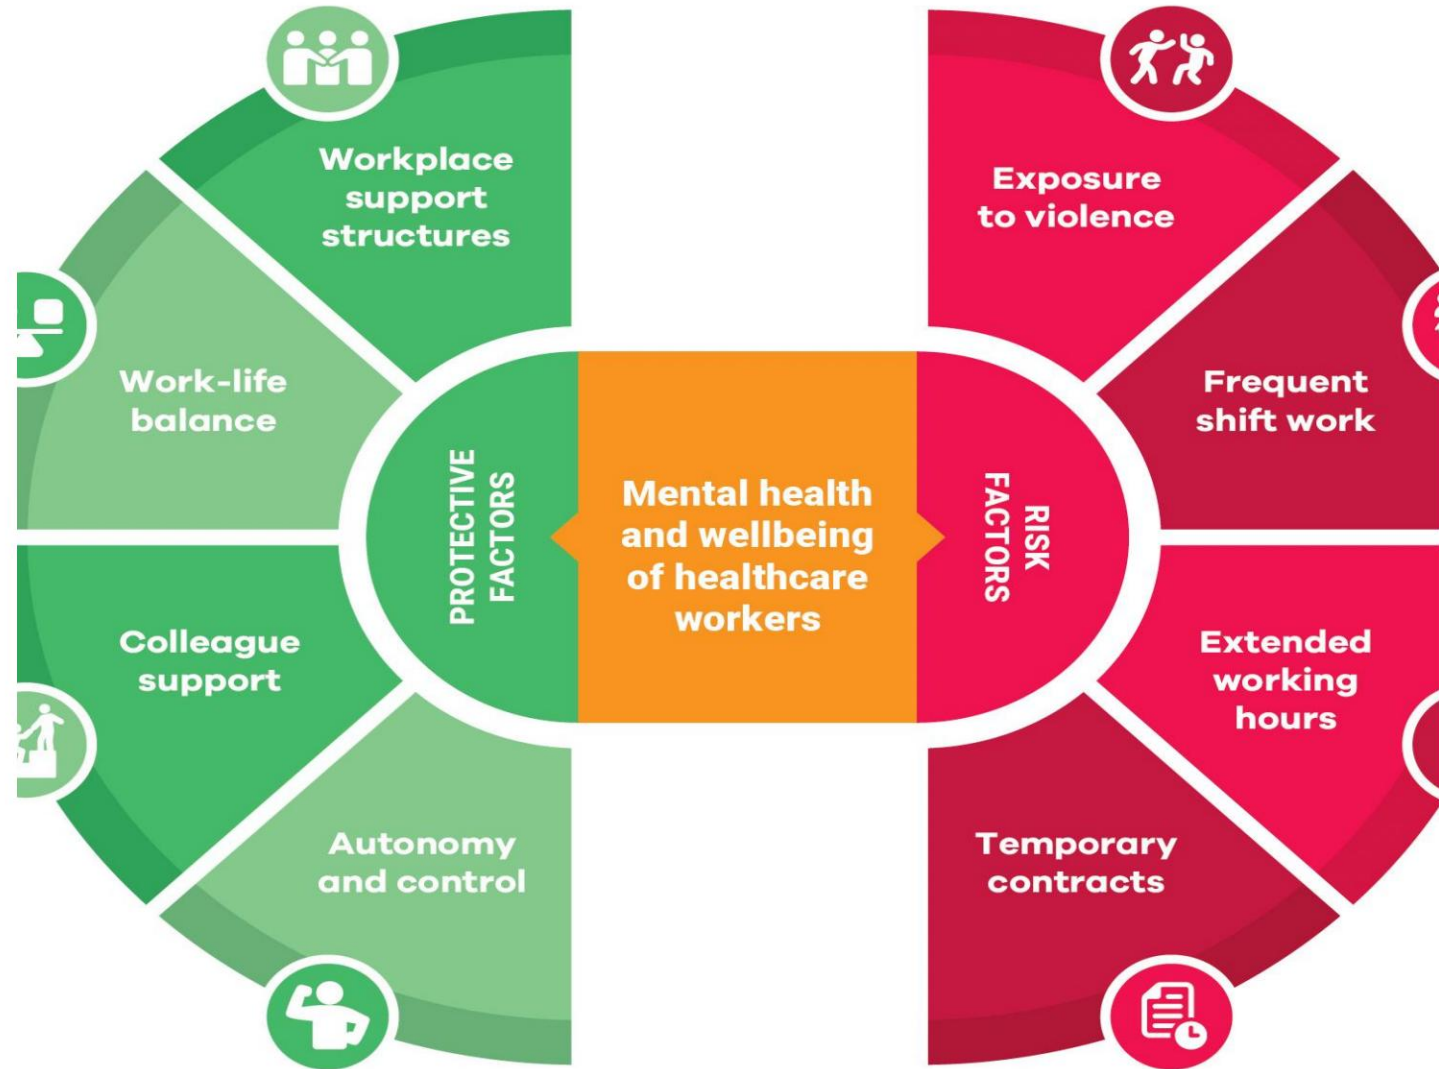 Workplace
support
structures
Work-life
balance
Colleague
support
Autonomy
and control
PROTECTIVE
FACTORS
Mental health
and wellbeing
of healthcare
workers
RISK
FACTORS
Exposure
to violence
Frequent
shift work
Extended
working
hours
Temporary
contracts